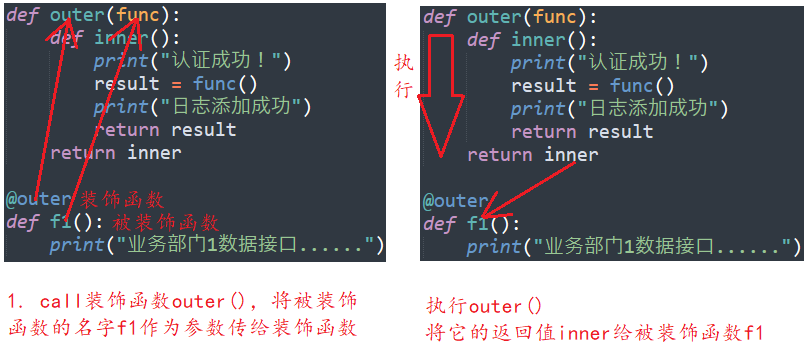 def outer(func):
    def inner():
        print("认证成功！")
        result = func()
        print("日志添加成功")
        return result
    return inner
@outer 装饰函数
def f1(): 被装饰函数
    print("业务部门1数据接口......")
1. call装饰函数outer(), 将被装饰
函数的名字f1作为参数传给装饰函数
def outer(func):
    def inner():
        print("认证成功！")
        result = func()
        print("日志添加成功")
        return result
    return inner
执
行
@outer
def f1():
    print("业务部门1数据接口......")
执行outer()
将它的返回值inner给被装饰函数f1